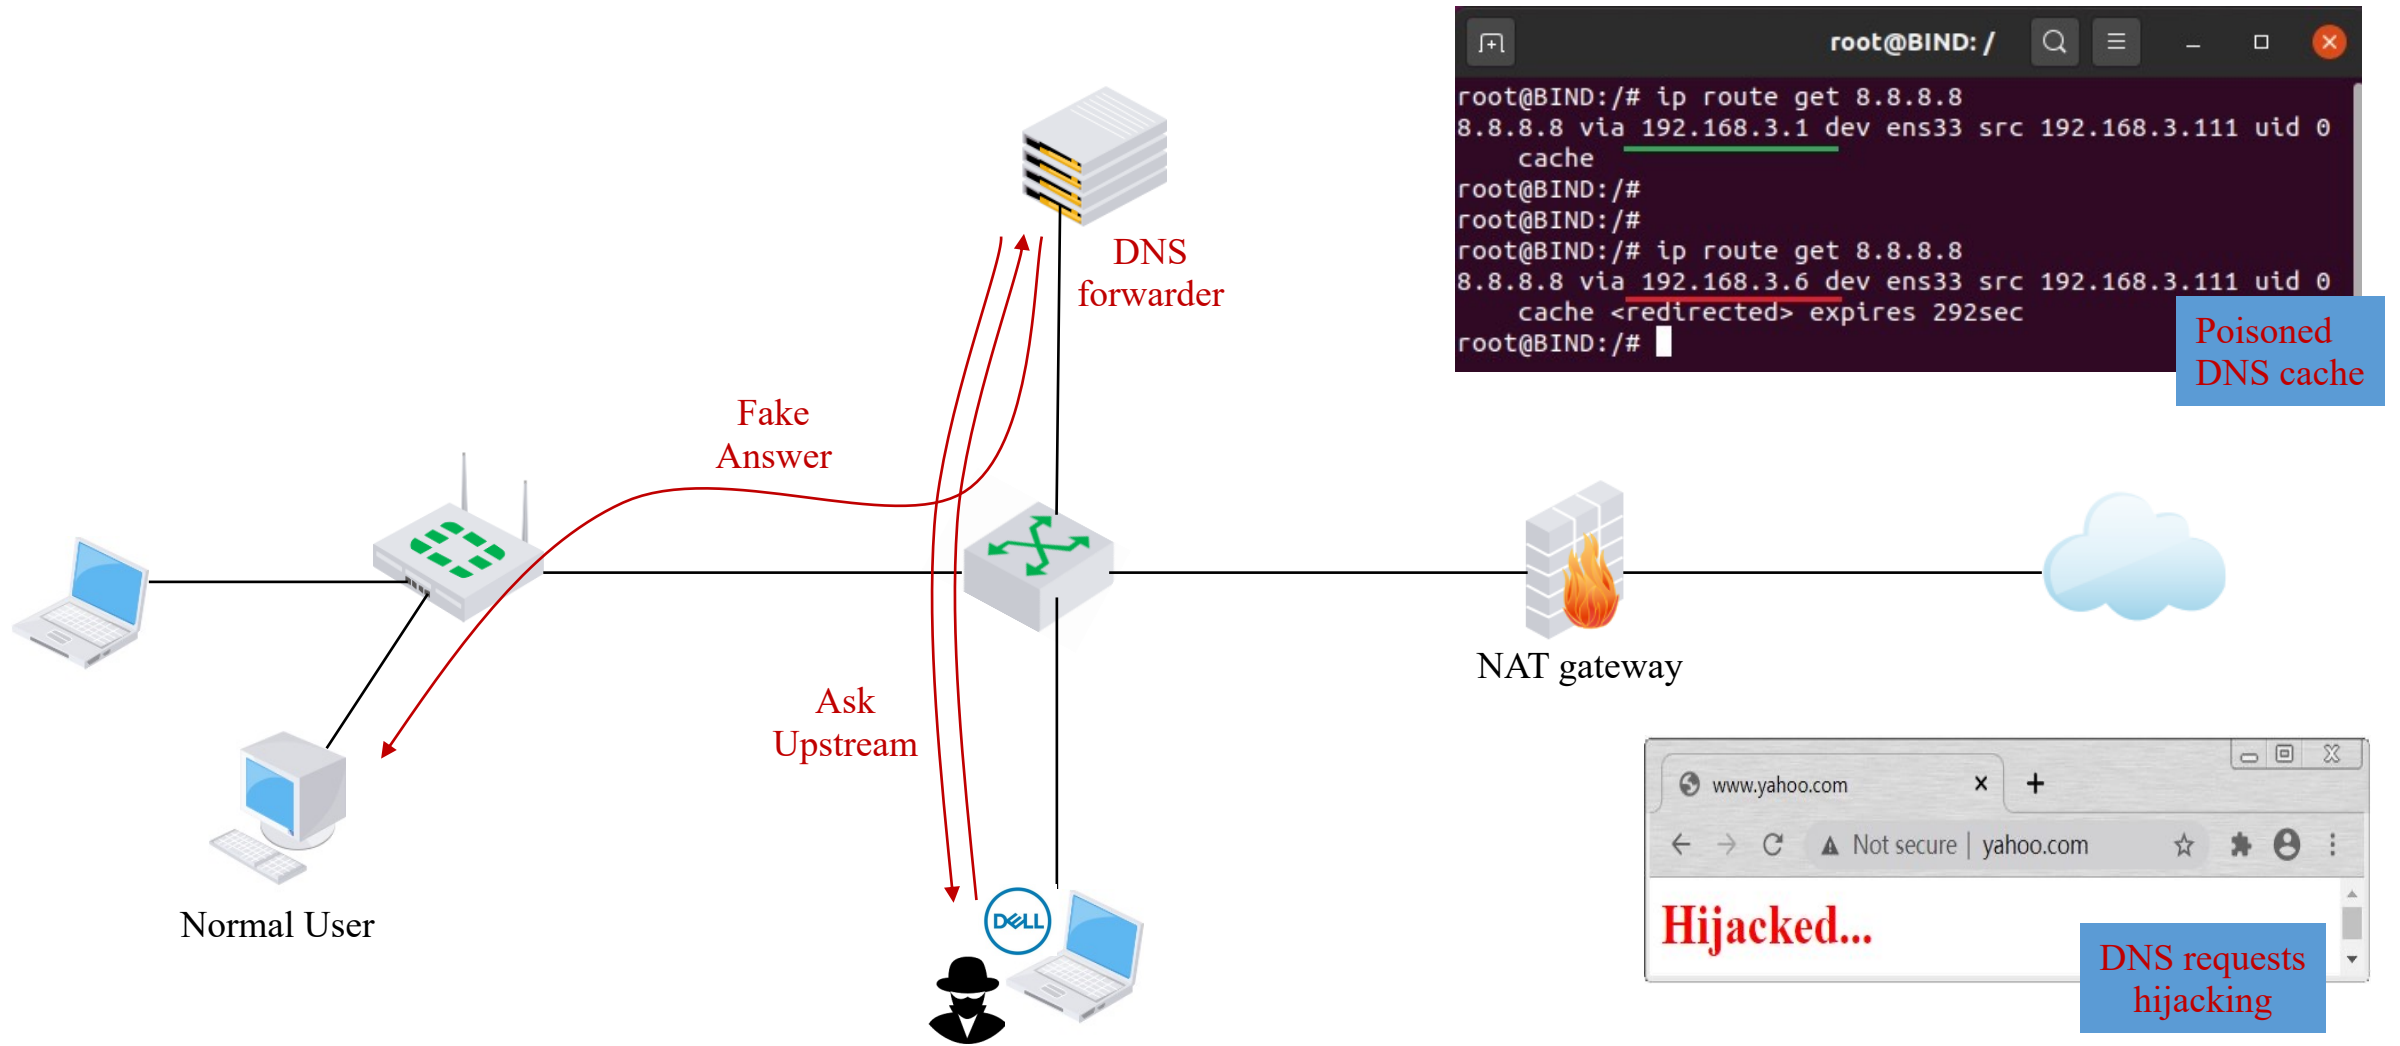 root@BIND: /
root@BIND:/# ip route get 8.8.8.8
8.8.8.8 via 192.168.3.1 dev ens33 src 192.168.3.111 uid 0
cache
root@BIND:/#
root@BIND:/#
root@BIND:/# ip route get 8.8.8.8
8.8.8.8 via 192.168.3.6 dev ens33 src 192.168.3.111 uid 0
cache <redirected> expires 292sec
root@BIND:/#
Poisoned
DNS cache
DNS
forwarder
Fake
Answer
Ask
Upstream
NAT gateway
Normal User
DELL
www.yahoo.com
Not secure | yahoo.com
Hijacked...
DNS requests
hijacking